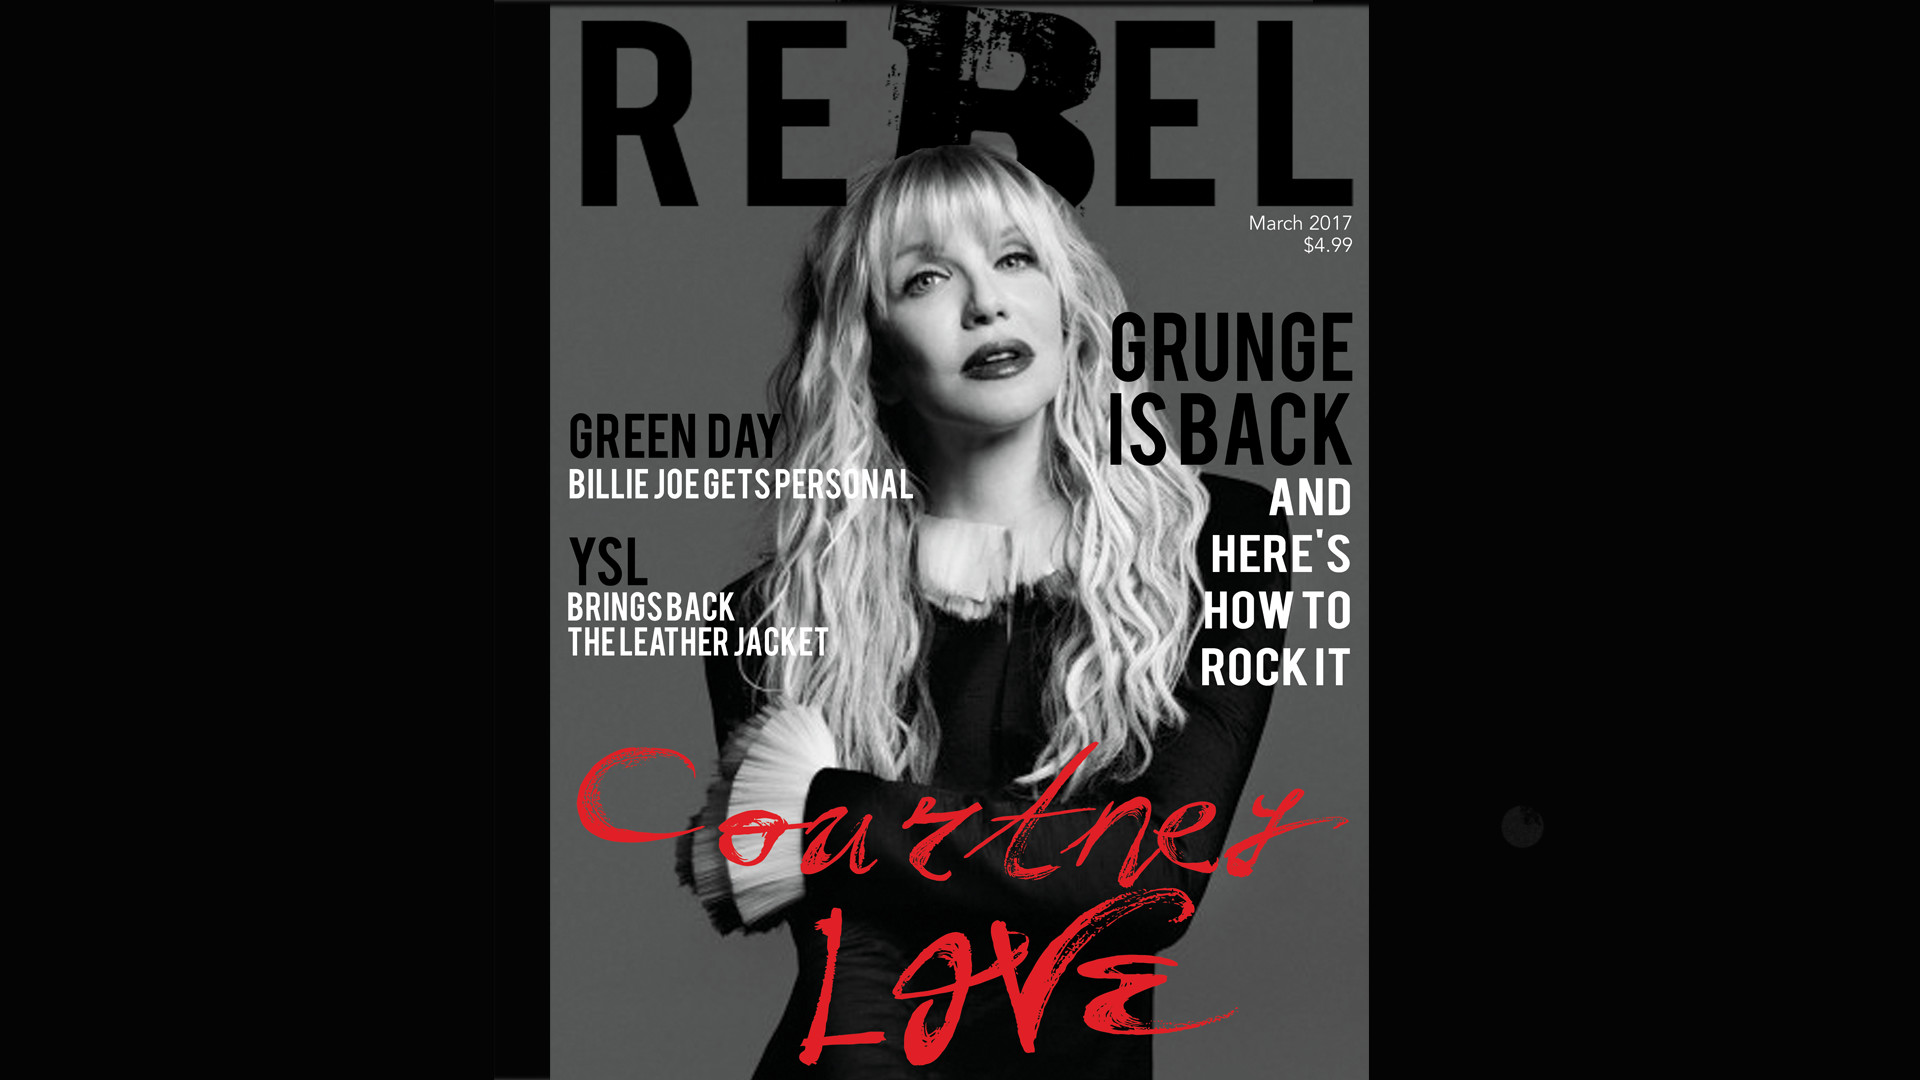 REBEL
March 2017
$4.99
GRUNGE
IS BACK
AND
HERE'S
HOW TO
ROCK IT
GREEN DAY
BILLIE JOE GETS PERSONAL
YSL
BRINGS BACK
THE LEATHER JACKET
Courtney
LOVE